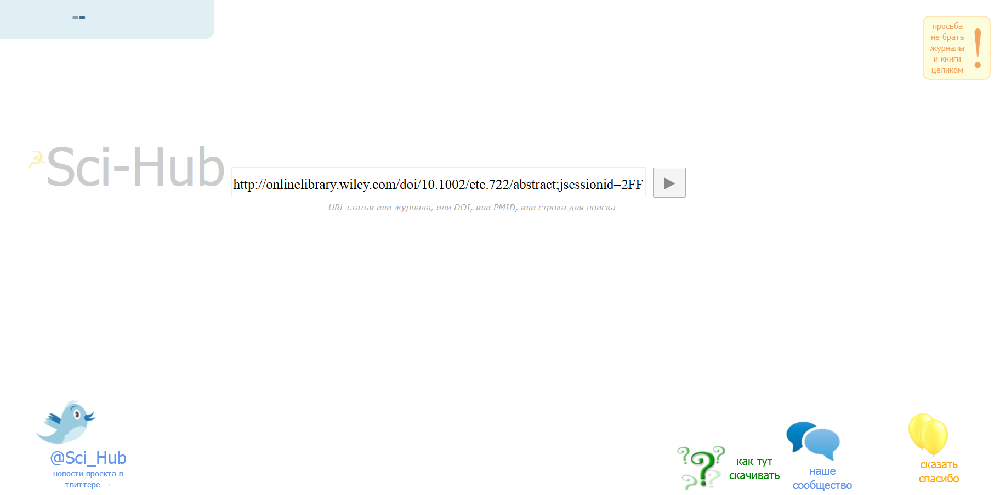 --
просьба
не брать
журналы
и книги
целиком
!
Sci-Hub
http://onlinelibrary.wiley.com/doi/10.1002/etc.722/abstract;jsessionid=2FF
URL статьи или журнала, или DOI, или PMID, или строка для поиска
@Sci_Hub
новости проекта в
твиттере →
как тут
скачивать
наше
сообщество
сказать
спасибо